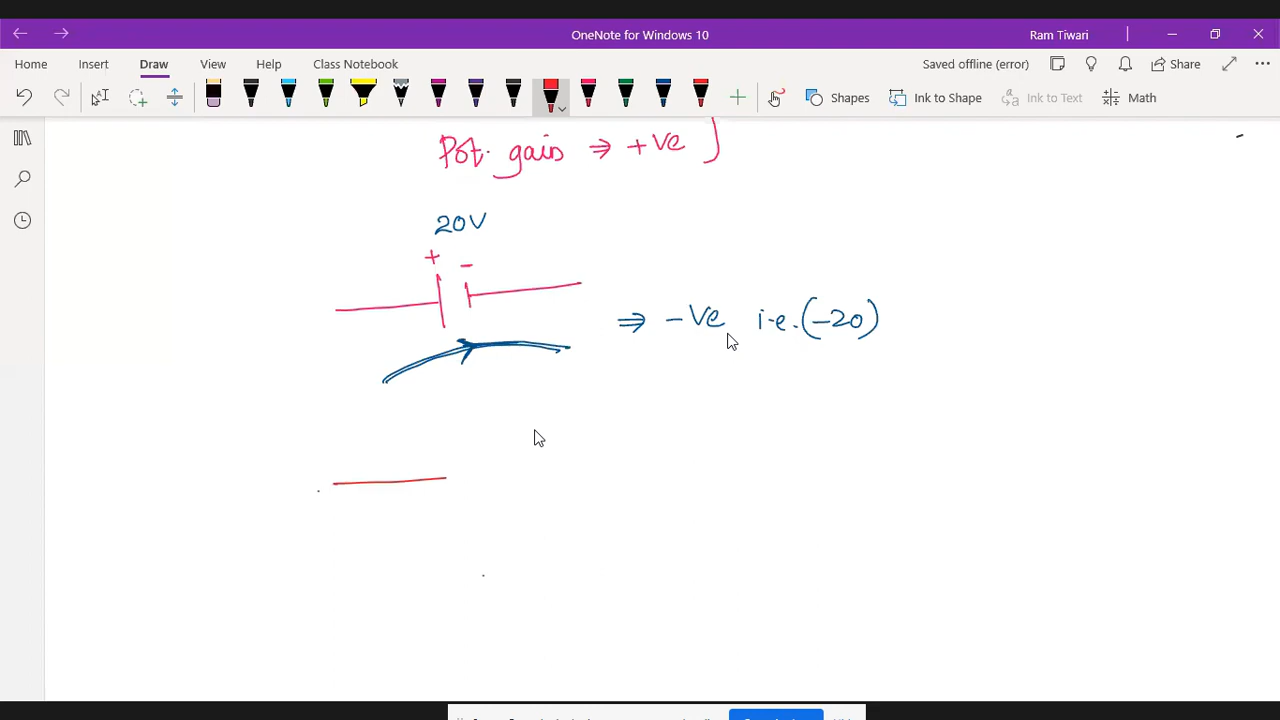 OneNote for Windows 10
Ram Tiwari
Home Insert Draw View Help Class Notebook
Saved offline (error)
Share
Shapes
Ink to Shape
Ink to Text
Math
Pot. gain ⇒ +ve }
20V
+ -
⇒ -ve i.e. (-20)